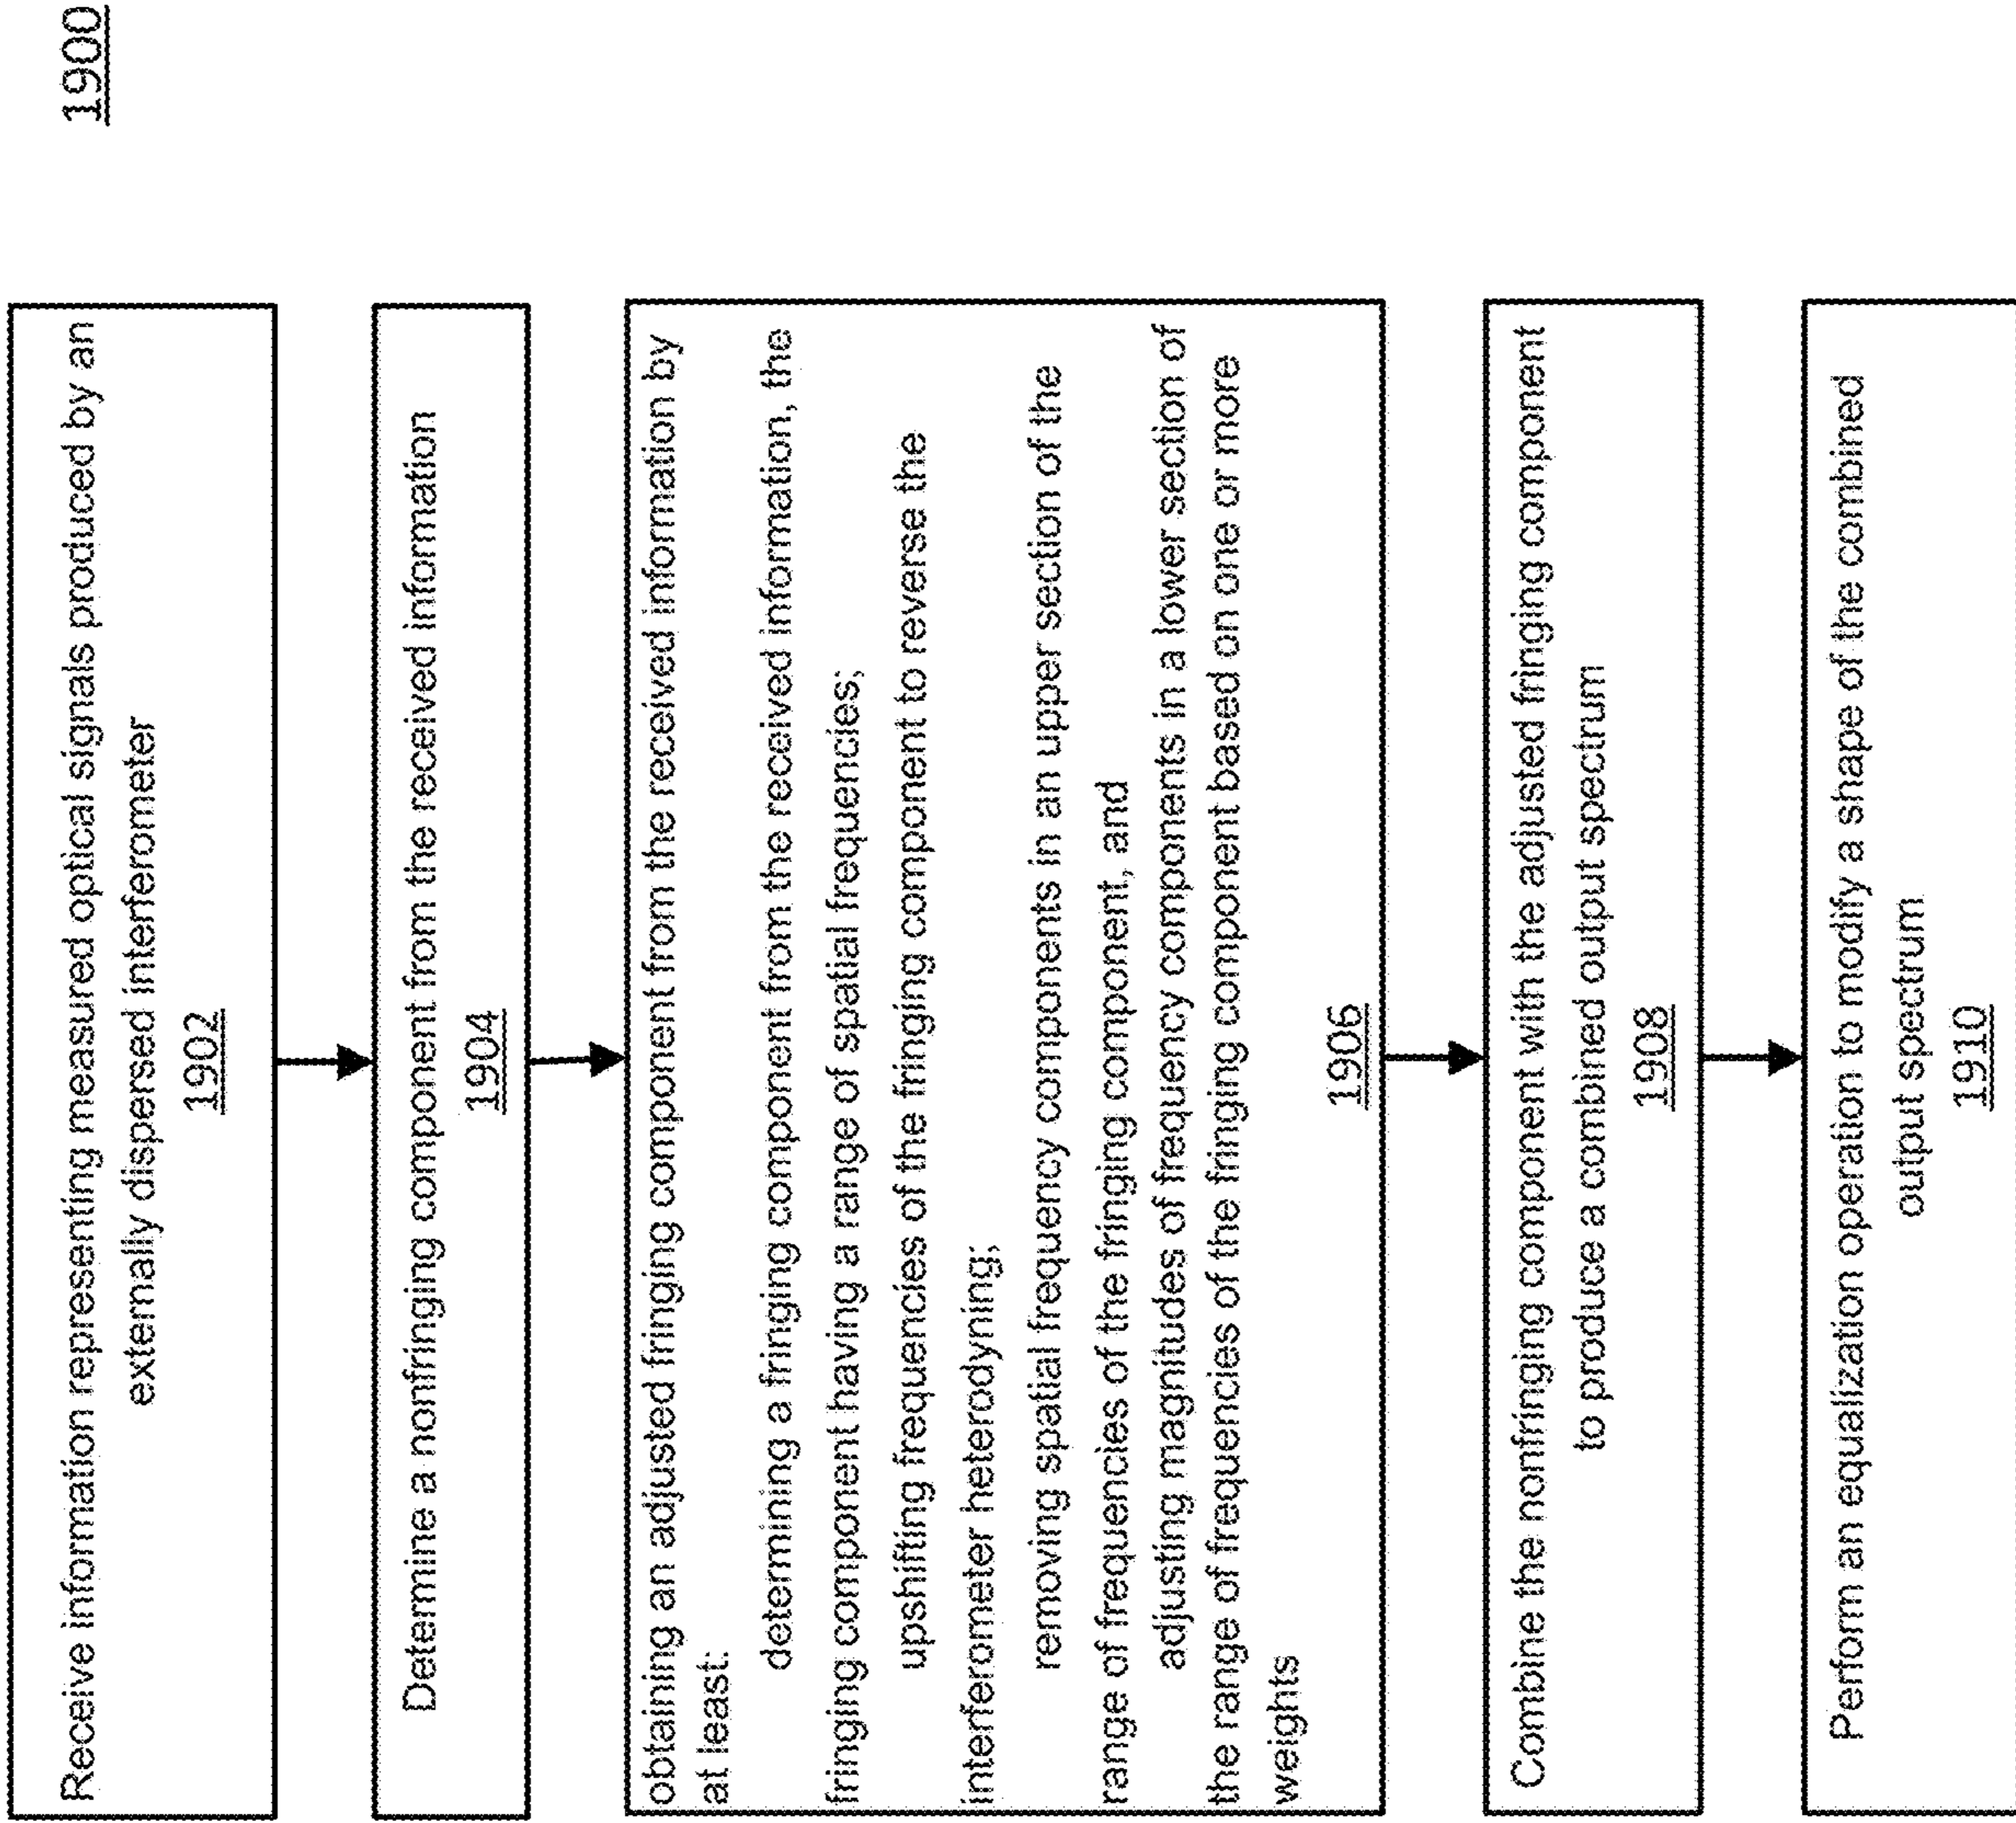 1900
Receive information representing measured optical signals produced by an
externally dispersed interferometer
1902
Determine a nonfringing component from the received information
1904
obtaining an adjusted fringing component from the received information by
at least:
determining a fringing component from the received information, the
fringing component having a range of spatial frequencies;
upshifting frequencies of the fringing component to reverse the
interferometer heterodyning;
removing spatial frequency components in an upper section of the
range of frequencies of the fringing component, and
adjusting magnitudes of frequency components in a lower section of
the range of frequencies of the fringing component based on one or more
weights
1906
Combine the nonfringing component with the adjusted fringing component
to produce a combined output spectrum
1908
Perform an equalization operation to modify a shape of the combined
output spectrum
1910